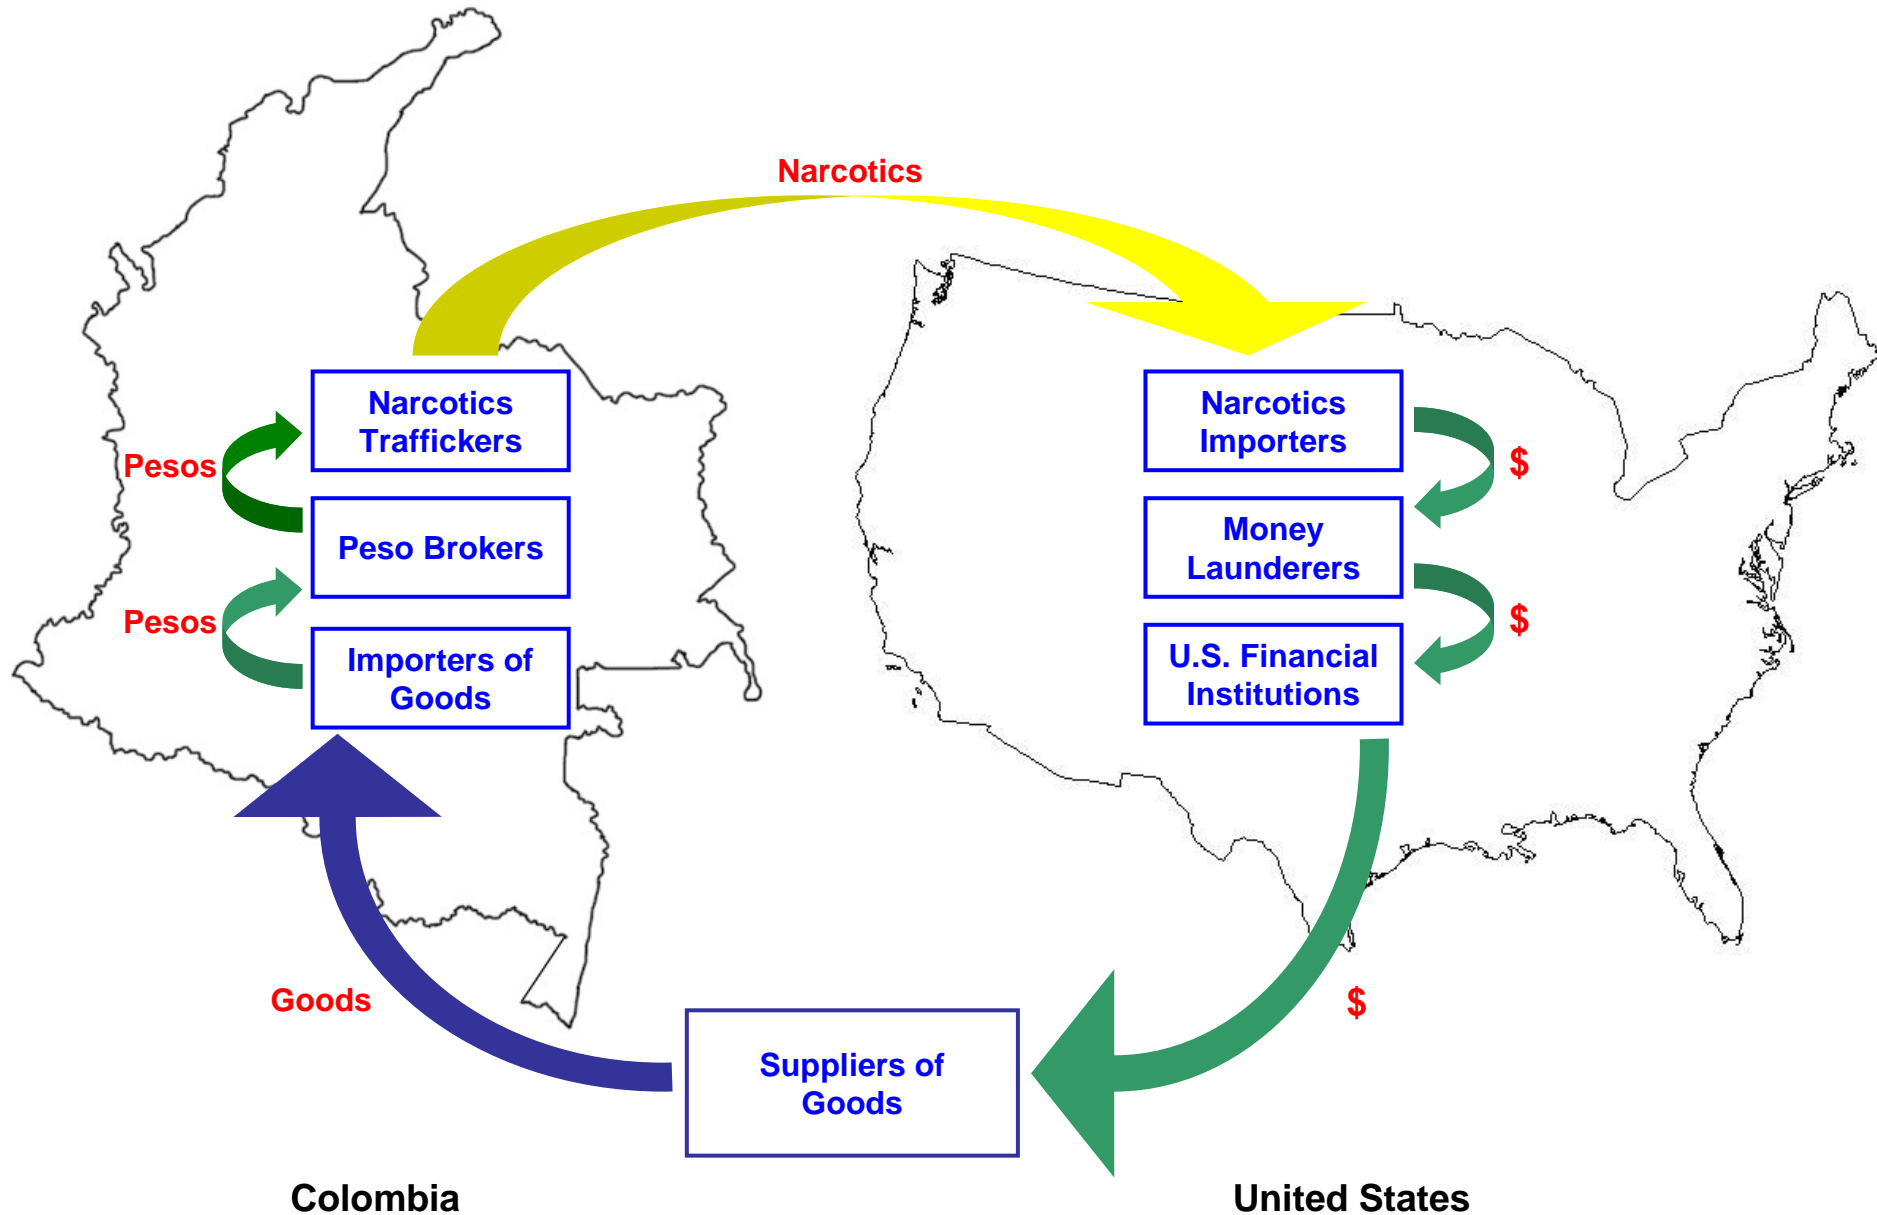 Narcotics
Narcotics
Traffickers
Pesos
Peso Brokers
Pesos
Importers of
Goods
Narcotics
Importers
$
Money
Launderers
$
U.S. Financial
Institutions
Goods
$
Suppliers of
Goods
Colombia
United States